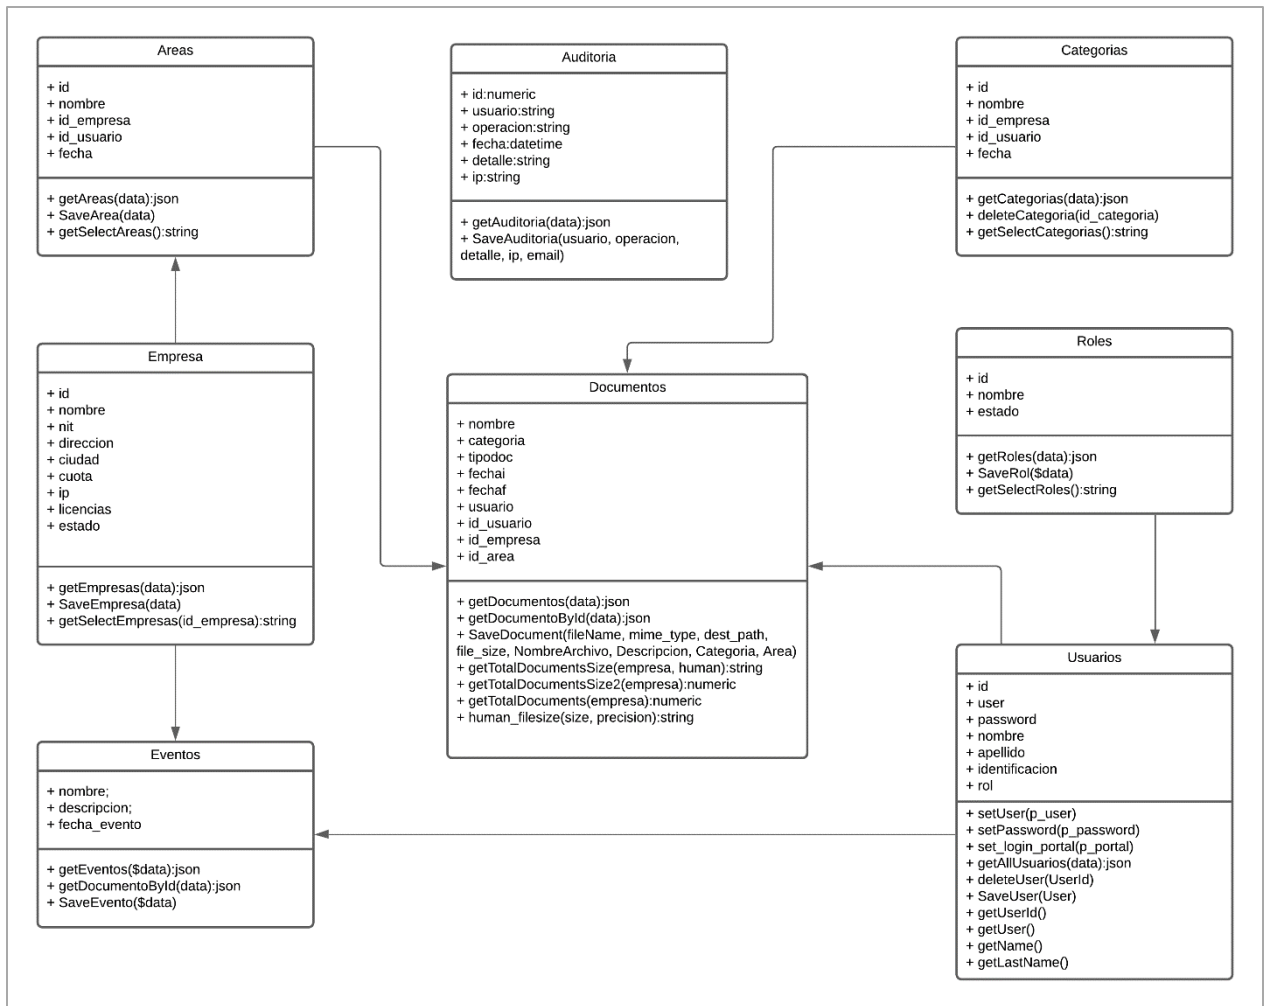 Areas
+ id
+ nombre
+ id_empresa
+ id_usuario
+ fecha
+ getAreas(data):json
+ SaveArea(data)
+ getSelectAreas():string
Auditoria
+ id:numeric
+ usuario:string
+ operacion:string
+ fecha:datetime
+ detalle:string
+ ip:string
+ getAuditoria(data):json
+ SaveAuditoria(usuario, operacion,
detalle, ip, email)
Categorias
+ id
+ nombre
+ id_empresa
+ id_usuario
+ fecha
+ getCategorias(data):json
+ deleteCategoria(id_categoria)
+ getSelectCategorias():string
Empresa
+ id
+ nombre
+ nit
+ direccion
+ ciudad
+ cuota
+ ip
+ licencias
+ estado
+ getEmpresas(data):json
+ SaveEmpresa(data)
+ getSelectEmpresas(id_empresa):string
Documentos
+ nombre
+ categoria
+ tipodoc
+ fechai
+ fechaf
+ usuario
+ id_usuario
+ id_empresa
+ id_area
+ getDocumentos(data):json
+ getDocumentoById(data):json
+ SaveDocument(fileName, mime_type, dest_path,
file_size, NombreArchivo, Descripcion, Categoria, Area)
+ getTotalDocumentsSize(empresa, human):string
+ getTotalDocumentsSize2(empresa):numeric
+ getTotalDocuments(empresa):numeric
+ human_filesize(size, precision):string
Roles
+ id
+ nombre
+ estado
+ getRoles(data):json
+ SaveRol($data)
+ getSelectRoles():string
Eventos
+ nombre;
+ descripcion;
+ fecha_evento
+ getEventos($data):json
+ getDocumentoById(data):json
+ SaveEvento($data)
Usuarios
+ id
+ user
+ password
+ nombre
+ apellido
+ identificacion
+ rol
+ setUser(p_user)
+ setPassword(p_password)
+ set_login_portal(p_portal)
+ getAllUsuarios(data):json
+ deleteUser(UserId)
+ SaveUser(User)
+ getUserId()
+ getUser()
+ getName()
+ getLastName()